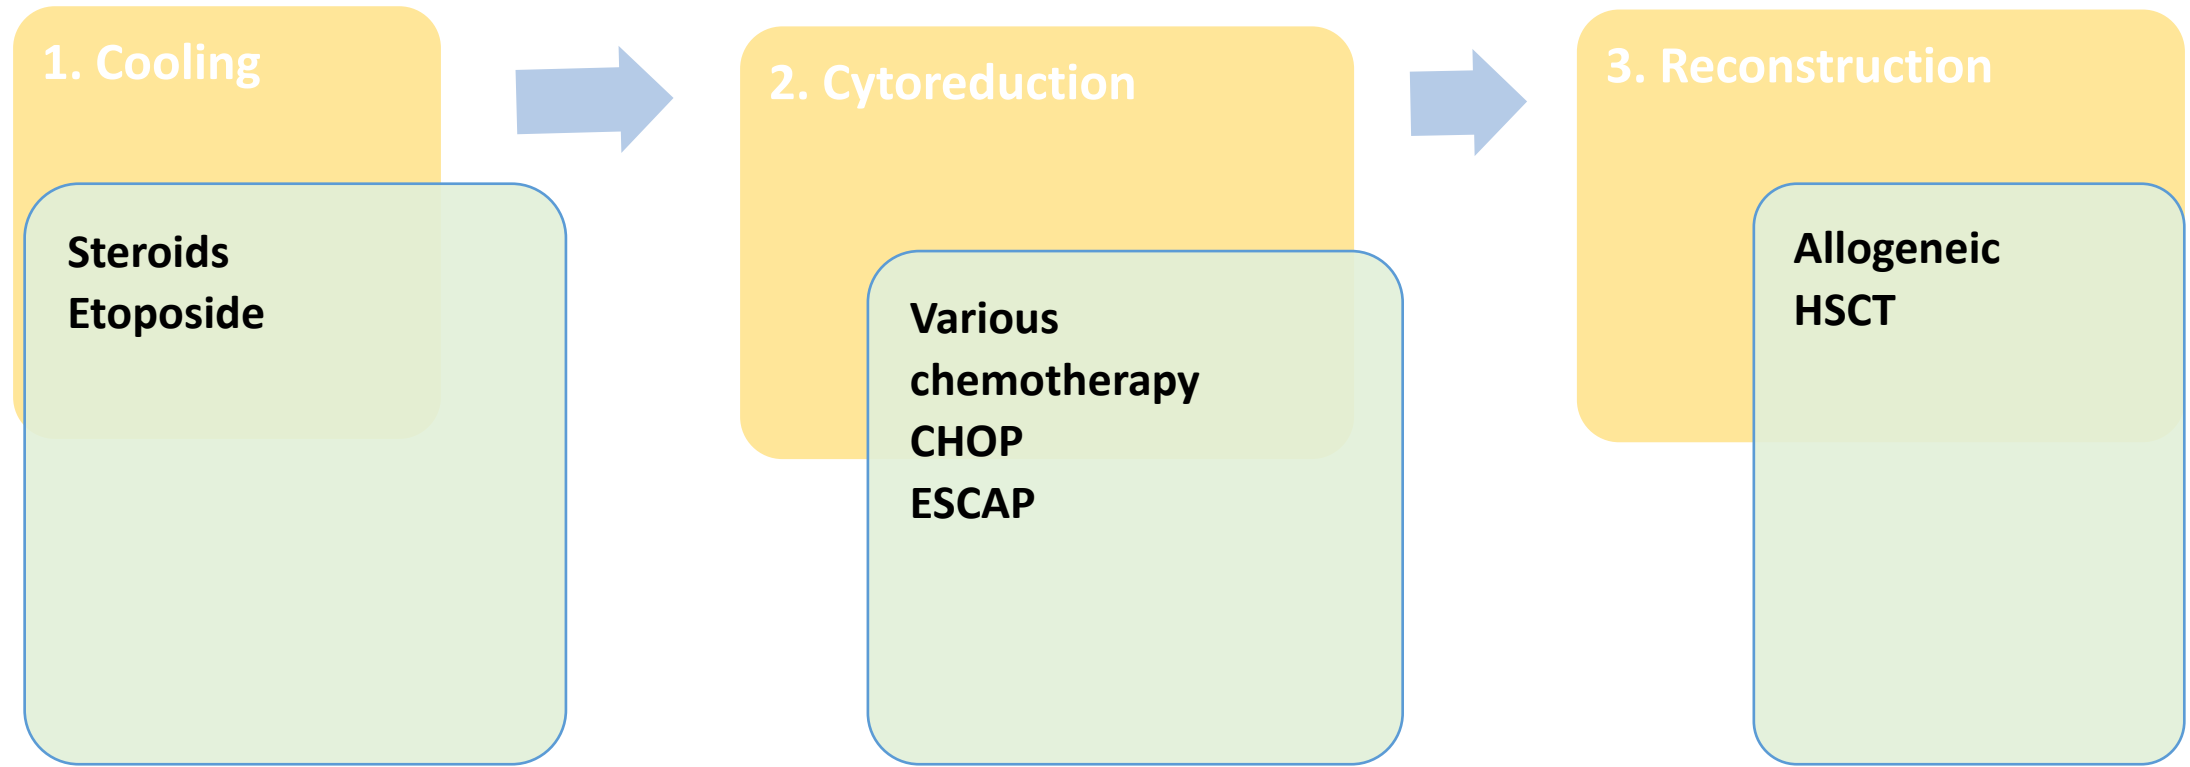 1. Cooling
Steroids
Etoposide
2. Cytoreduction
Various
chemotherapy
CHOP
ESCAP
3. Reconstruction
Allogeneic
HSCT